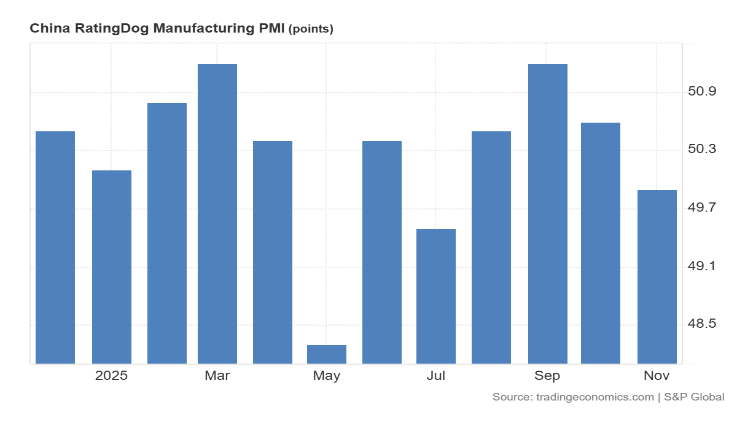 China RatingDog Manufacturing PMI (points)
50.9
50.3
49.7
49.1
48.5
2025 Mar May Jul Sep Nov
Source: tradingeconomics.com | S&P Global